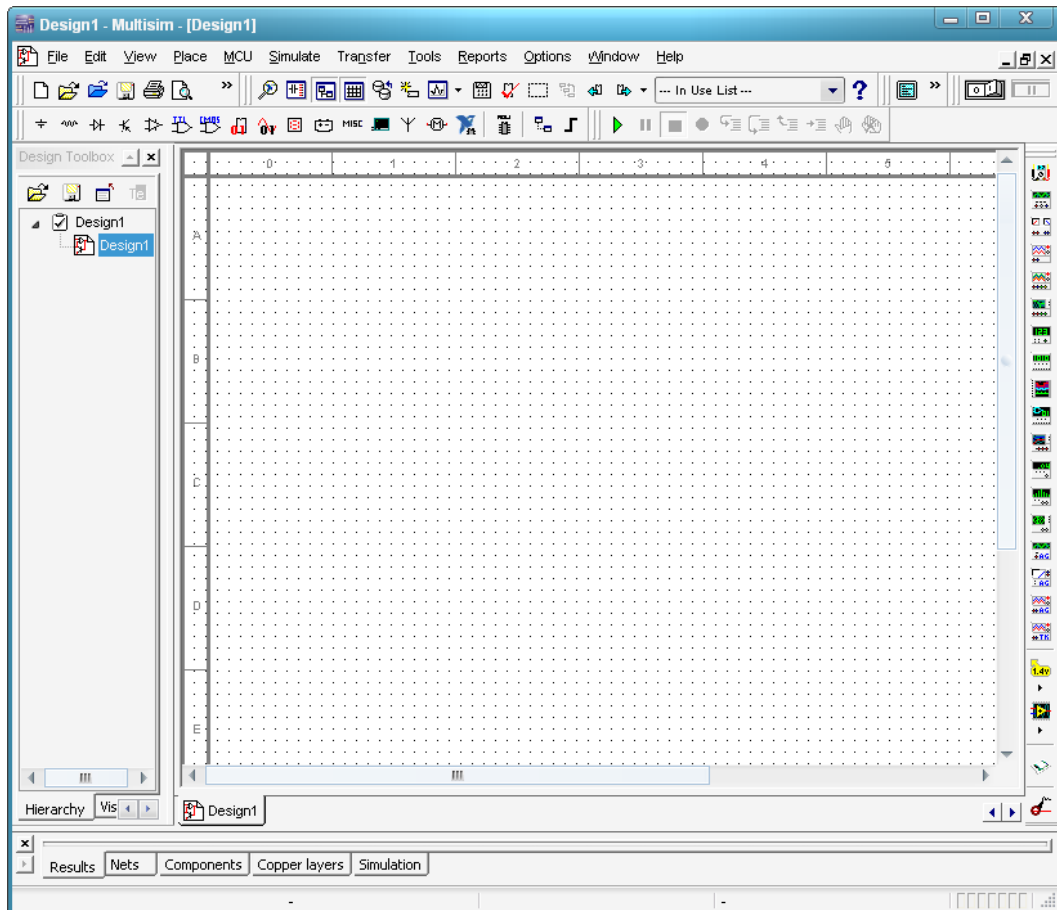 Design1 - Multisim - [Design1]
File Edit View Place MCU Simulate Transfer Tools Reports Options Window Help
» --- In Use List --- ? »
MISC
Design Toolbox
0 1 2 3 4 5
Design1
Design1
A
B
C
D
E
1.4v
Hierarchy Vis
Design1
Results Nets Components Copper layers Simulation
- -